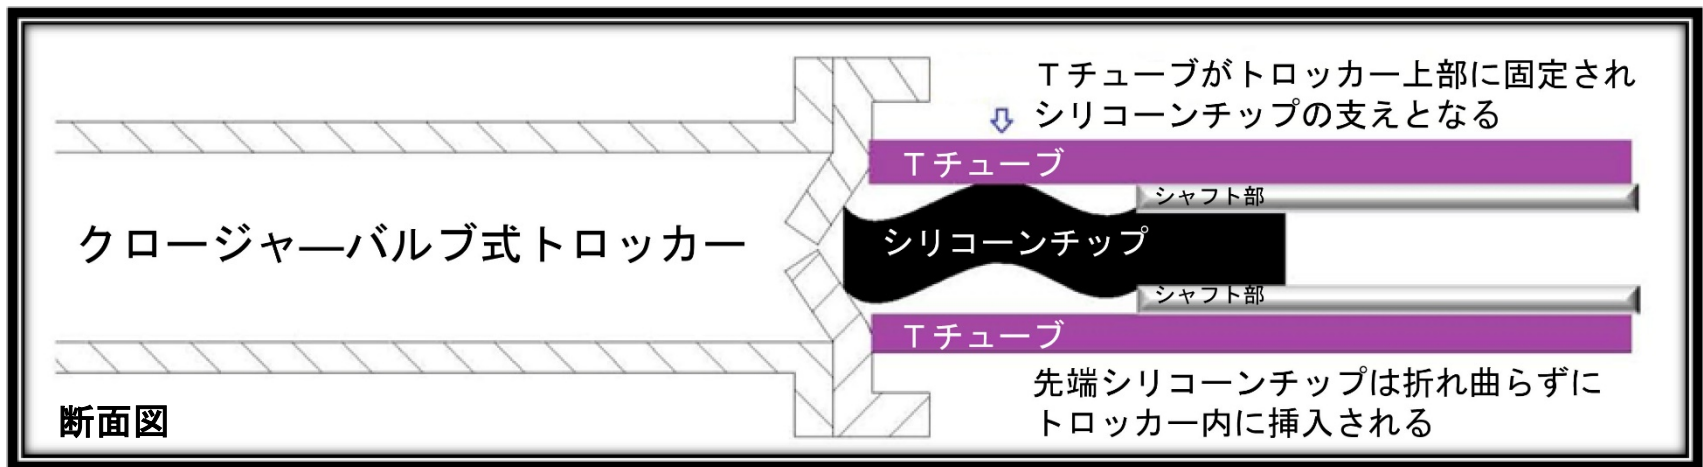 Ｔチューブがトロッカー上部に固定され
シリコーンチップの支えとなる
Ｔチューブ
シャフト部
クロージャ―バルブ式トロッカー
シリコーンチップ
シャフト部
Ｔチューブ
先端シリコーンチップは折れ曲らずに
トロッカー内に挿入される
断面図